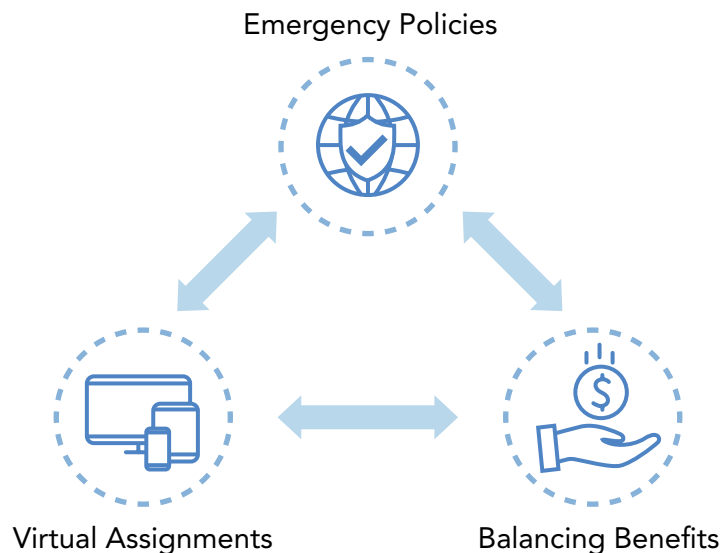 Emergency Policies
$
Virtual Assignments
Balancing Benefits